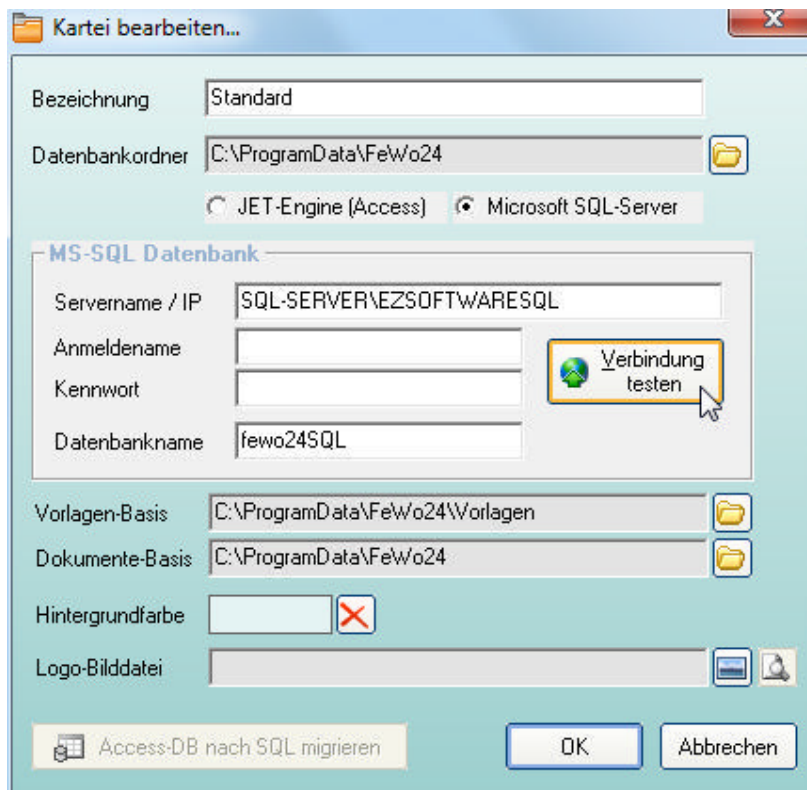 Kartei bearbeiten...
Bezeichnung Standard
Datenbankordner C:\ProgramData\FeWo24
JET-Engine (Access) Microsoft SQL-Server
MS-SQL Datenbank
Servername / IP SQL-SERVER\EZSOFTWARESQL
Anmeldename
Verbindung
testen
Kennwort
Datenbankname fewo24SQL
Vorlagen-Basis C:\ProgramData\FeWo24\Vorlagen
Dokumente-Basis C:\ProgramData\FeWo24
Hintergrundfarbe
Logo-Bilddatei
Access-DB nach SQL migrieren OK Abbrechen